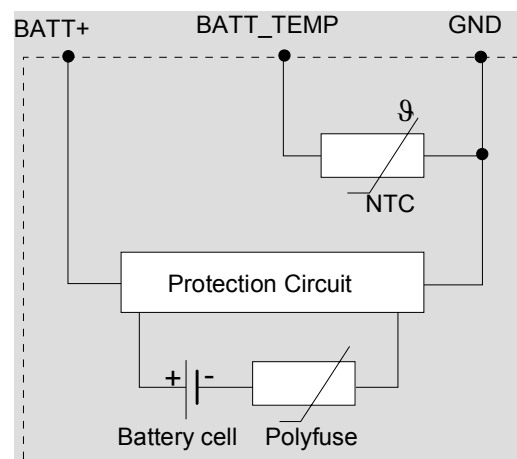 BATT+ BATT_TEMP GND
ϑ
NTC
Protection Circuit
+ -
Battery cell Polyfuse